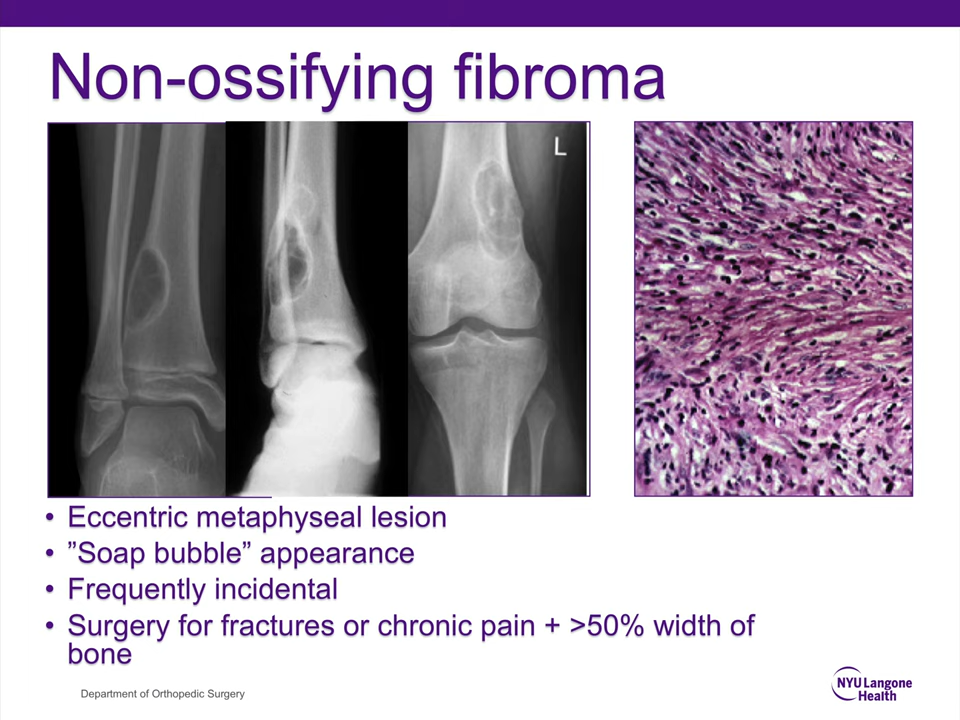 Non-ossifying fibroma
L
• Eccentric metaphyseal lesion
• ”Soap bubble” appearance
• Frequently incidental
• Surgery for fractures or chronic pain + >50% width of
bone
Department of Orthopedic Surgery
NYU Langone
Health